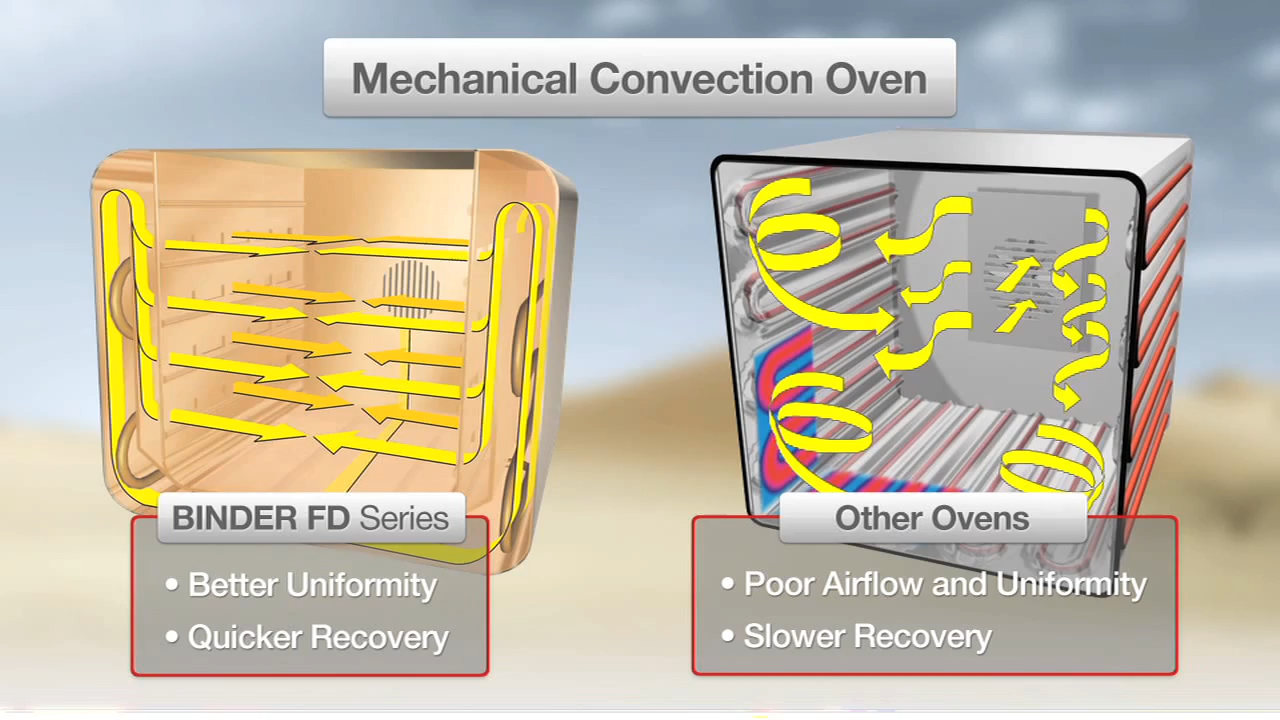 Mechanical Convection Oven
BINDER FD Series
• Better Uniformity
• Quicker Recovery
Other Ovens
• Poor Airflow and Uniformity
• Slower Recovery